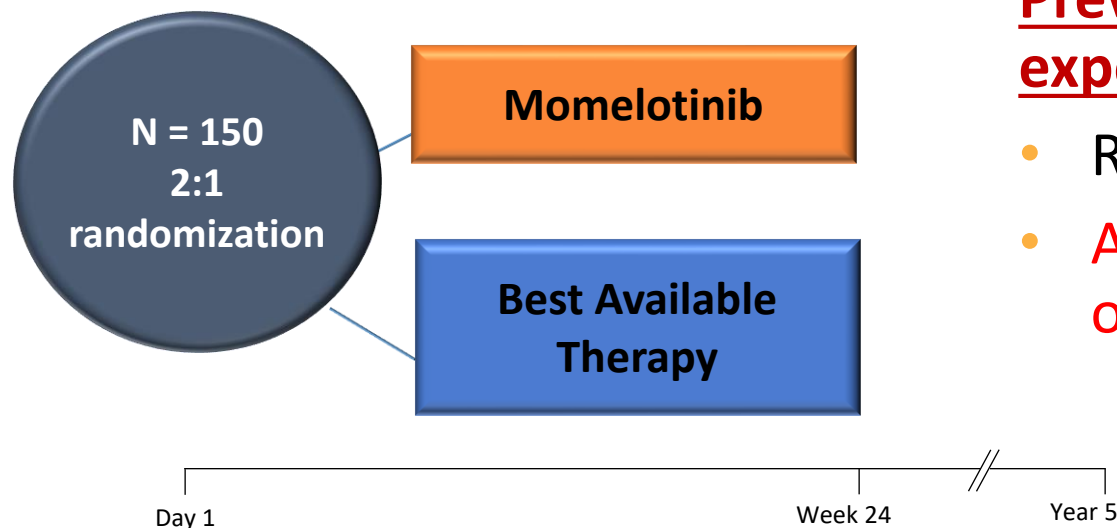 N = 150
2:1
randomization
Momelotinib
Best Available
Therapy
R
A
Day 1
Week 24
Year 5